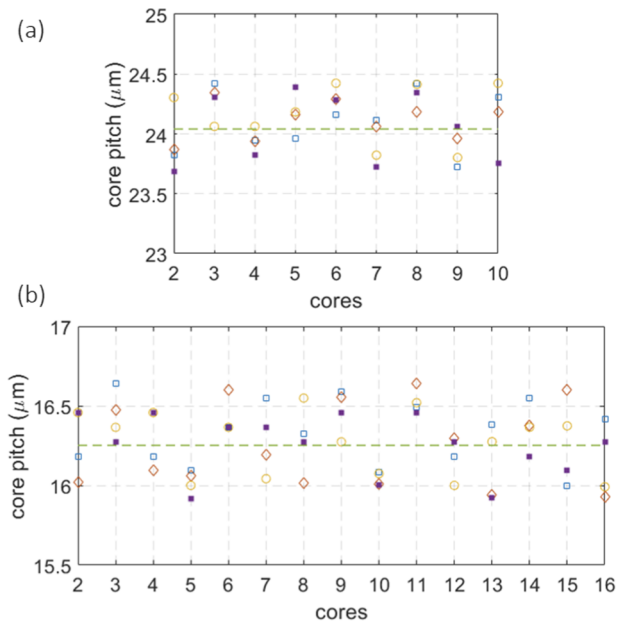 (a)
25
24.5
24
23.5
23
core pitch (μm)
2 3 4 5 6 7 8 9 10
cores
(b)
17
16.5
16
15.5
core pitch (μm)
2 3 4 5 6 7 8 9 10 11 12 13 14 15 16
cores